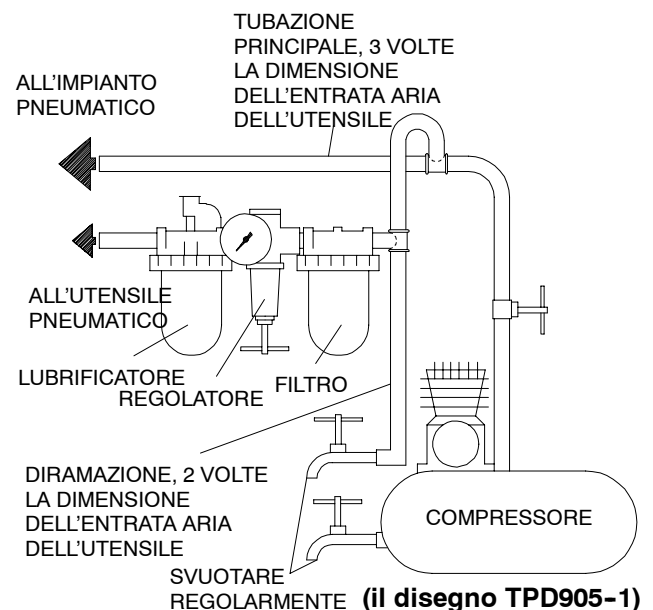 TUBAZIONE
PRINCIPALE, 3 VOLTE
LA DIMENSIONE
DELL'ENTRATA ARIA
DELL'UTENSILE
ALL'IMPIANTO
PNEUMATICO
ALL'UTENSILE
PNEUMATICO
LUBRIFICATORE
REGOLATORE
FILTRO
DIRAMAZIONE, 2 VOLTE
LA DIMENSIONE
DELL'ENTRATA ARIA
DELL'UTENSILE
COMPRESSORE
SVUOTARE
REGOLARMENTE
(il disegno TPD905-1)